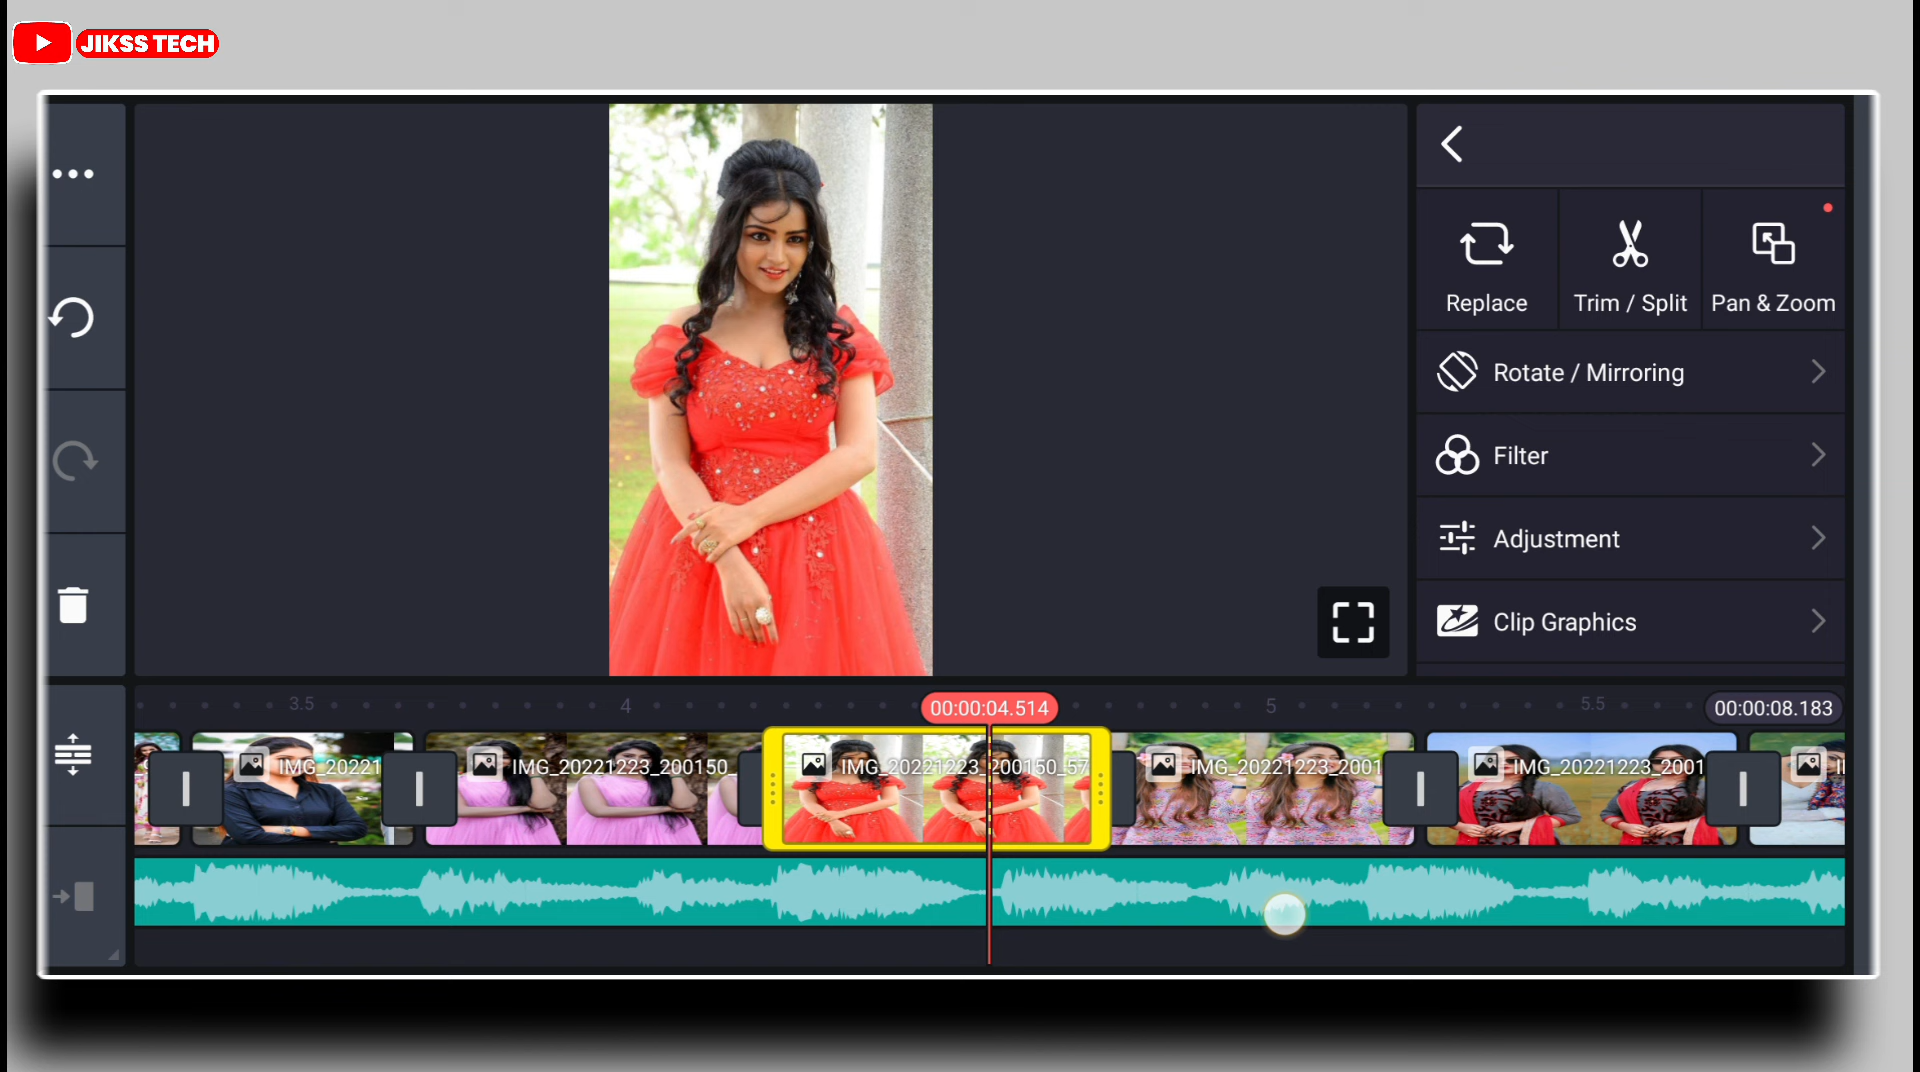 JIKSS TECH
Replace
Trim / Split
Pan & Zoom
Rotate / Mirroring
Filter
Adjustment
Clip Graphics
3.5
4
00:00:04.514
5
5.5
00:00:08.183
IMG_20221
IMG_20221223_200150_
IMG_20221223_200150_57
IMG_20221223_2001
IMG_20221223_2001